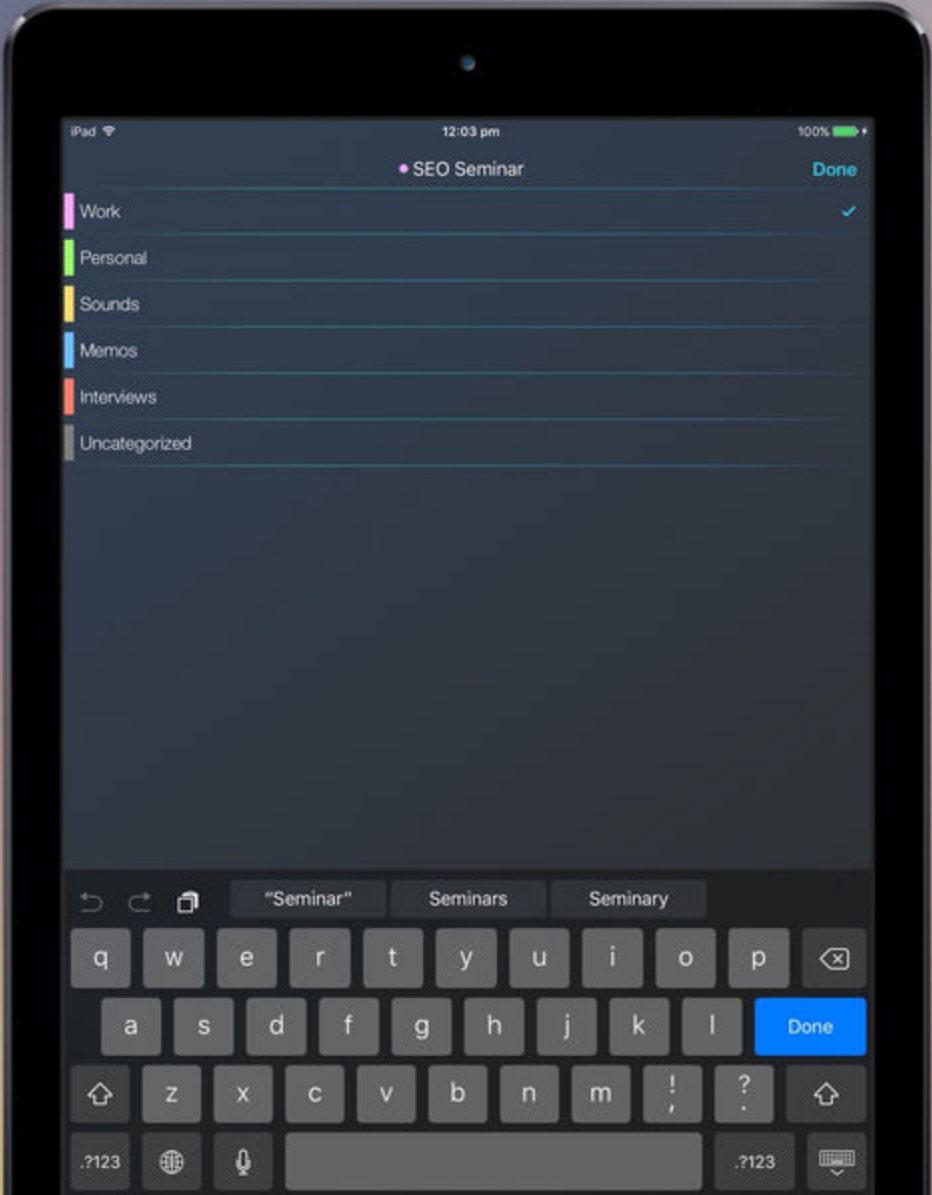 iPad 12:03 pm 100%
SEO Seminar Done
Work
Personal
Sounds
Memos
Interviews
Uncategorized
“Seminar” Seminars Seminary
q w e r t y u i o p
a s d f g h j k l Done
z x c v b n m ! , ? .
.?123 .?123